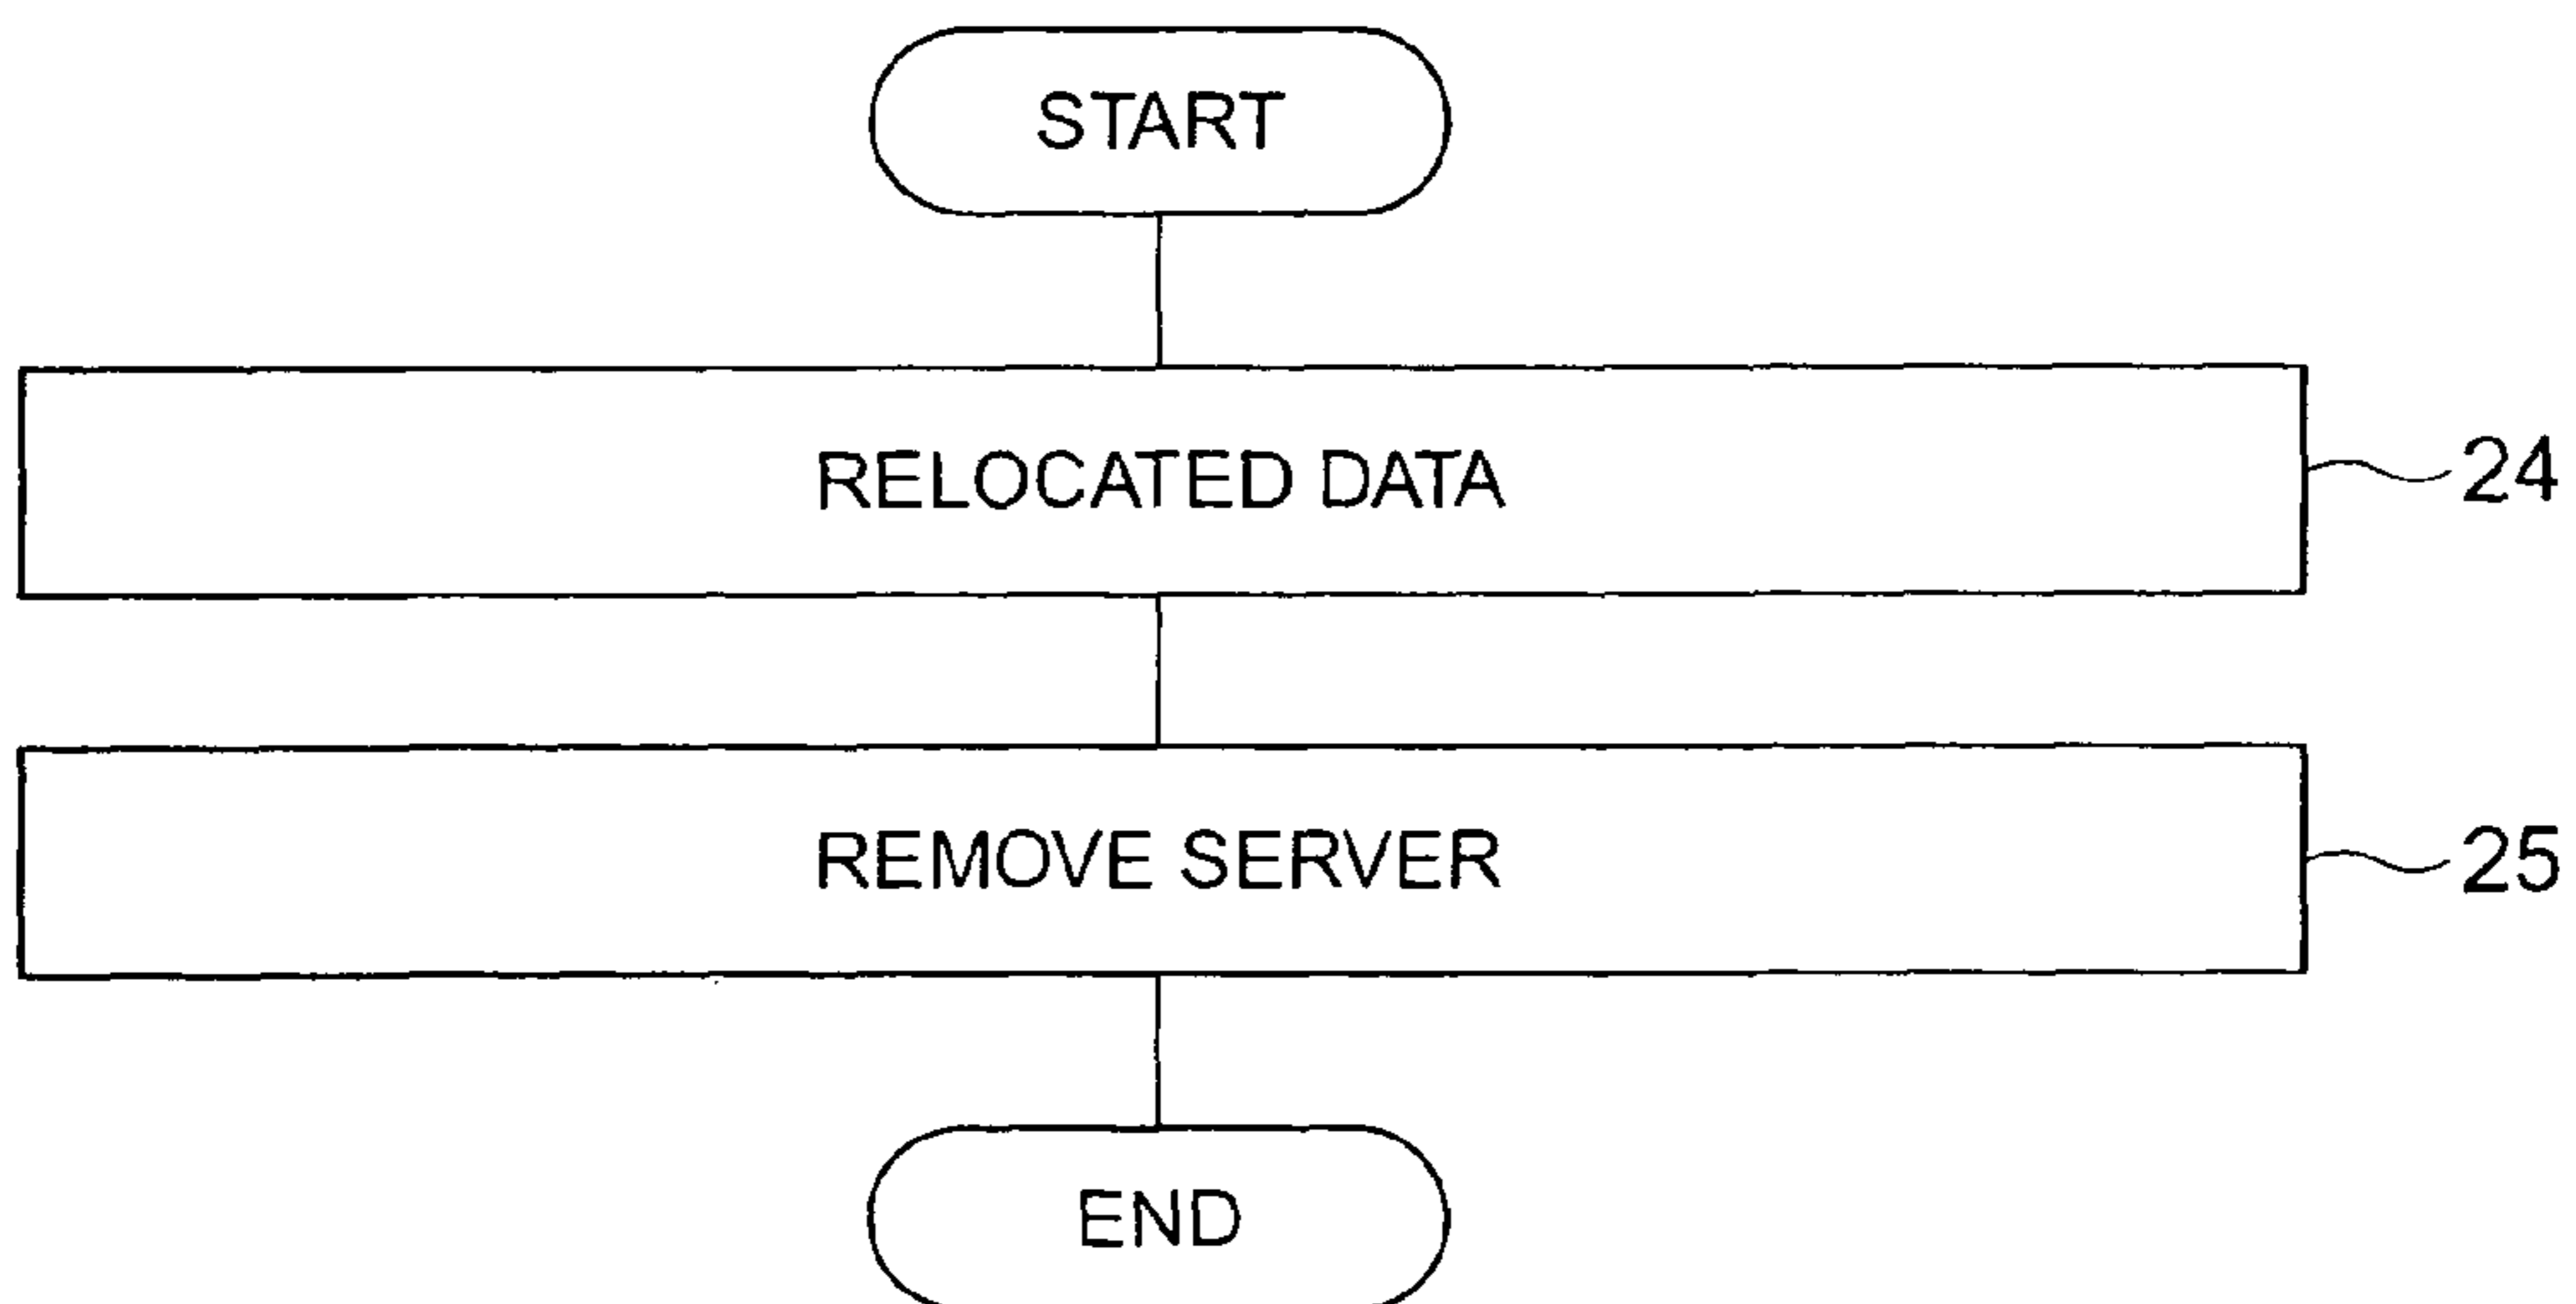 START
RELOCATED DATA
24
REMOVE SERVER
25
END